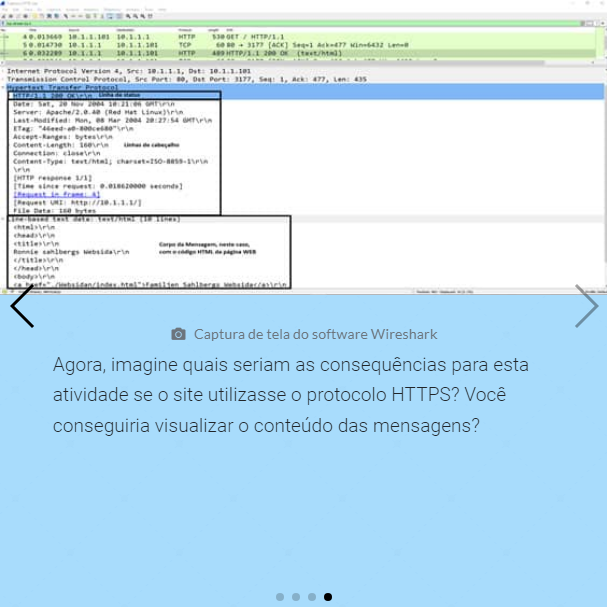 4 0.013669 10.1.1.101 10.1.1.1 HTTP 530 GET / HTTP/1.1
5 0.014730 10.1.1.1 10.1.1.101 TCP 60 80 → 3177 [ACK] Seq=1 Ack=477 Win=6432 Len=0
6 0.032289 10.1.1.1 10.1.1.101 HTTP 489 HTTP/1.1 200 OK (text/html)
Internet Protocol Version 4, Src: 10.1.1.1, Dst: 10.1.1.101
Transmission Control Protocol, Src Port: 80, Dst Port: 3177, Seq: 1, Ack: 477, Len: 435
Hypertext Transfer Protocol
HTTP/1.1 200 OK\r\n Linha de status
Date: Sat, 20 Nov 2004 10:21:06 GMT\r\n
Server: Apache/2.0.40 (Red Hat Linux)\r\n
Last-Modified: Mon, 08 Mar 2004 20:27:54 GMT\r\n
ETag: "46eed-a0-800ce680"\r\n
Accept-Ranges: bytes\r\n
Content-Length: 160\r\n Linhas de cabeçalho
Connection: close\r\n
Content-Type: text/html; charset=ISO-8859-1\r\n
\r\n
[HTTP response 1/1]
[Time since request: 0.018620000 seconds]
[Request in frame: 4]
[Request URI: http://10.1.1.1/]
File Data: 160 bytes
Line-based text data: text/html (10 lines)
<html>\r\n
<head>\r\n
<title>\r\n Corpo da Mensagem, neste caso,
Ronnie sahlbergs Websida\r\n com o código HTML da página WEB
</title>\r\n
</head>\r\n
<body>\r\n
<a href="./Websidan/index.html">Familjen Sahlbergs Websida</a>\r\n
Captura de tela do software Wireshark
Agora, imagine quais seriam as consequências para esta
atividade se o site utilizasse o protocolo HTTPS? Você
conseguiria visualizar o conteúdo das mensagens?